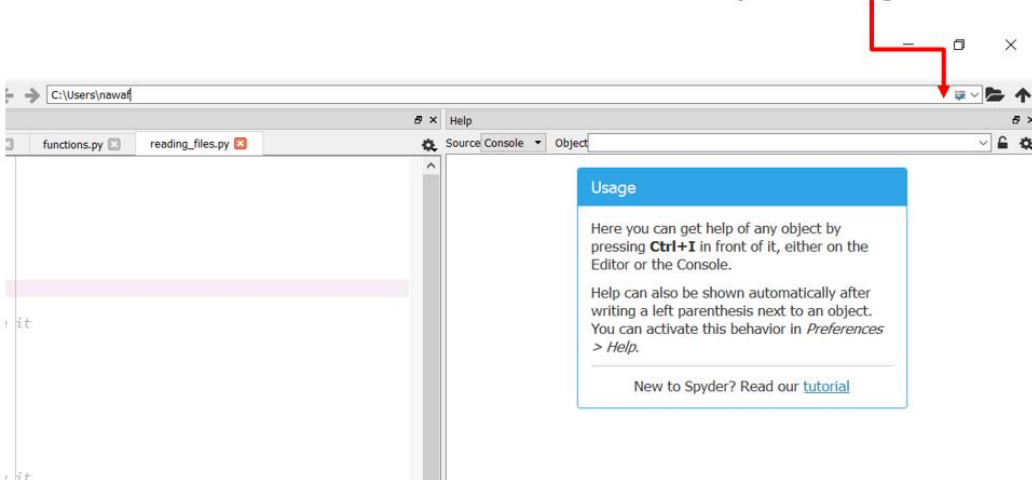 C:\Users\nawaf
Help
functions.py
reading_files.py
Source Console
Object
Usage
Here you can get help of any object by
pressing Ctrl+I in front of it, either on the
Editor or the Console.
Help can also be shown automatically after
writing a left parenthesis next to an object.
You can activate this behavior in Preferences
> Help.
New to Spyder? Read our tutorial
it
it